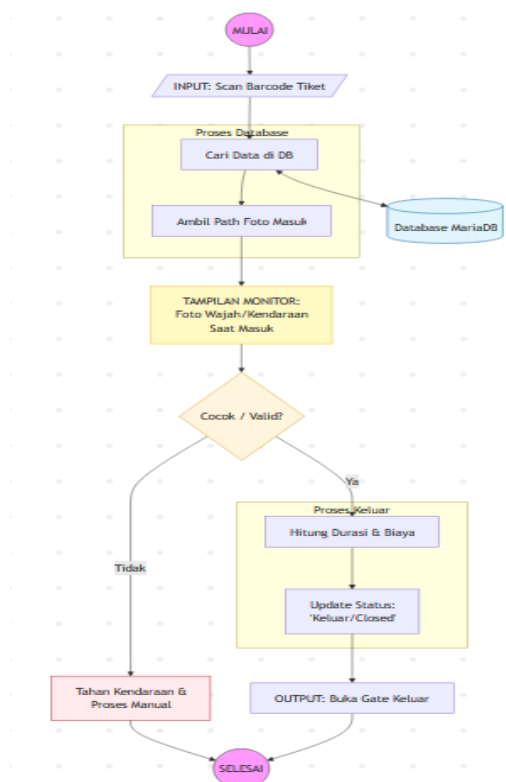 MULAI
INPUT: Scan Barcode Tiket
Proses Database
Cari Data di DB
Ambil Path Foto Masuk
Database MariaDB
TAMPILAN MONITOR:
Foto Wajah/Kendaraan
Saat Masuk
Cocok / Valid?
Ya
Proses Keluar
Hitung Durasi & Biaya
Tidak
Update Status:
'Keluar/Closed'
Tahan Kendaraan &
Proses Manual
OUTPUT: Buka Gate Keluar
SELESAI